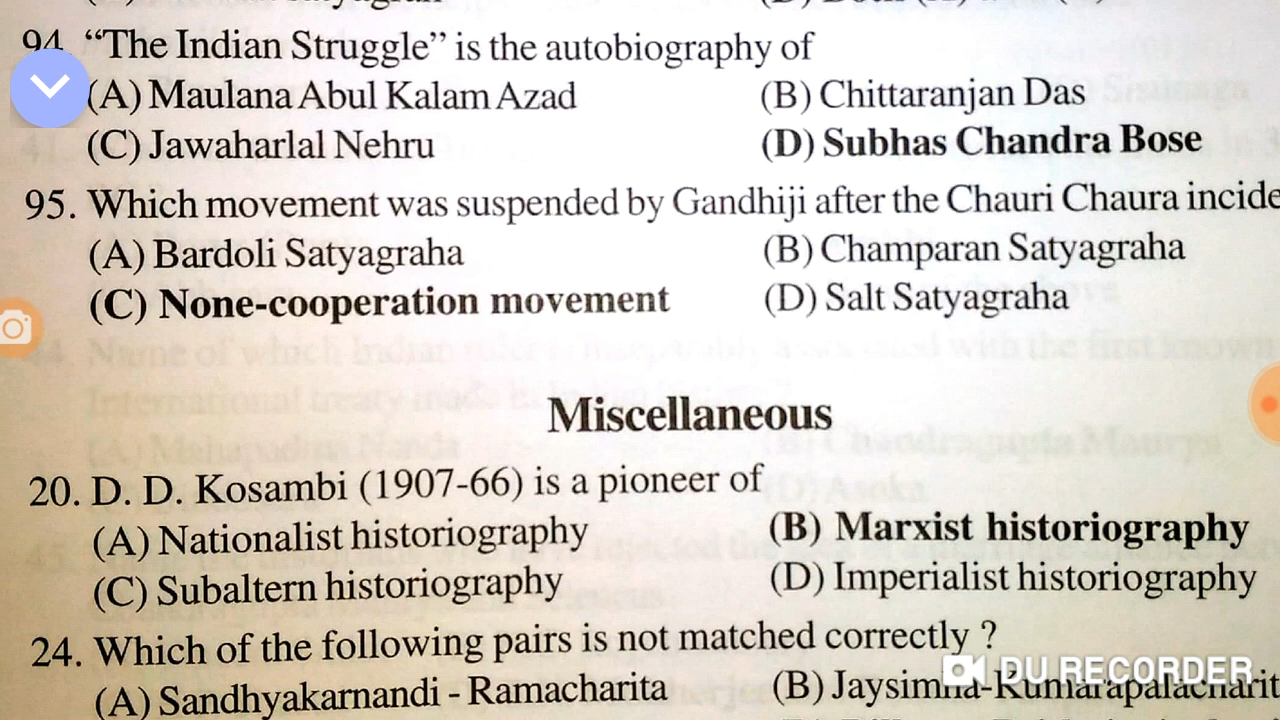 94. “The Indian Struggle” is the autobiography of
(A) Maulana Abul Kalam Azad (B) Chittaranjan Das
(C) Jawaharlal Nehru (D) Subhas Chandra Bose
95. Which movement was suspended by Gandhiji after the Chauri Chaura incide
(A) Bardoli Satyagraha (B) Champaran Satyagraha
(C) None-cooperation movement (D) Salt Satyagraha
Miscellaneous
20. D. D. Kosambi (1907-66) is a pioneer of
(A) Nationalist historiography (B) Marxist historiography
(C) Subaltern historiography (D) Imperialist historiography
24. Which of the following pairs is not matched correctly ?
DU RECORDER
(A) Sandhyakarnandi - Ramacharita (B) Jaysimha-Kumarapalacharit